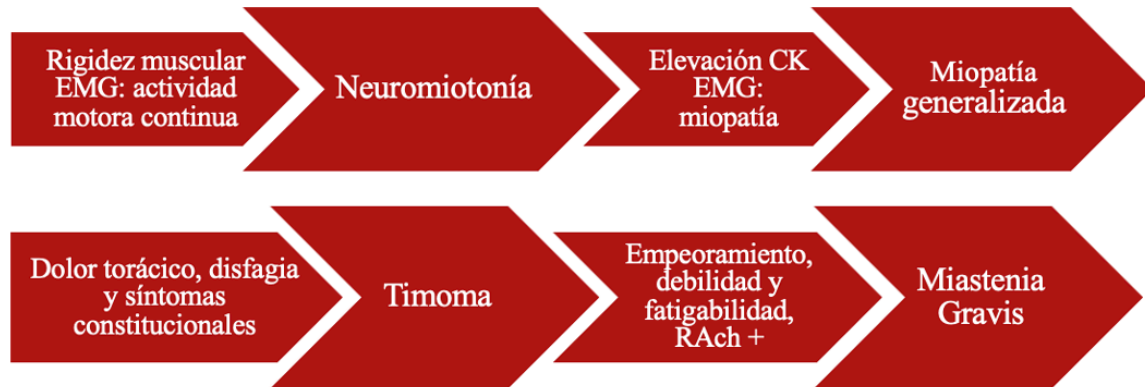 Rigidez muscular
EMG: actividad
motora continua
Neuromiotonía
Elevación CK
EMG:
miopatía
Miopatía
generalizada
Dolor torácico, disfagia
y síntomas
constitucionales
Timoma
Empeoramiento,
debilidad y
fatigabilidad,
RAch +
Miastenia
Gravis